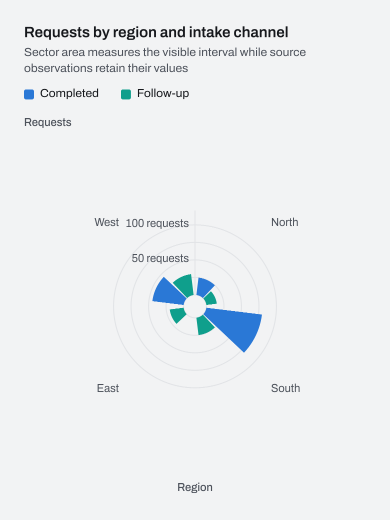 Requests by region and intake channel
Sector area measures the visible interval while source
observations retain their values
Completed
Follow-up
Requests
West
100 requests
North
50 requests
East
South
Region